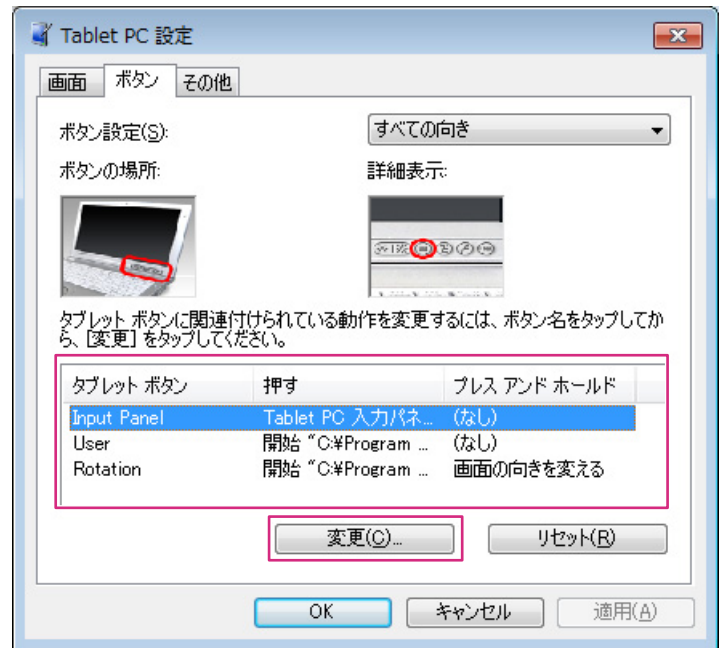 Tablet PC 設定
画面 ボタン その他
ボタン設定(S): すべての向き
ボタンの場所: 詳細表示:
タブレット ボタンに関連付けられている動作を変更するには、ボタン名をタップしてか
ら、[変更] をタップしてください。
タブレット ボタン 押す プレス アンド ホールド
Input Panel Tablet PC 入力パネ... (なし)
User 開始 "C:¥Program ... (なし)
Rotation 開始 "C:¥Program ... 画面の向きを変える
変更(C)... リセット(R)
OK キャンセル 適用(A)